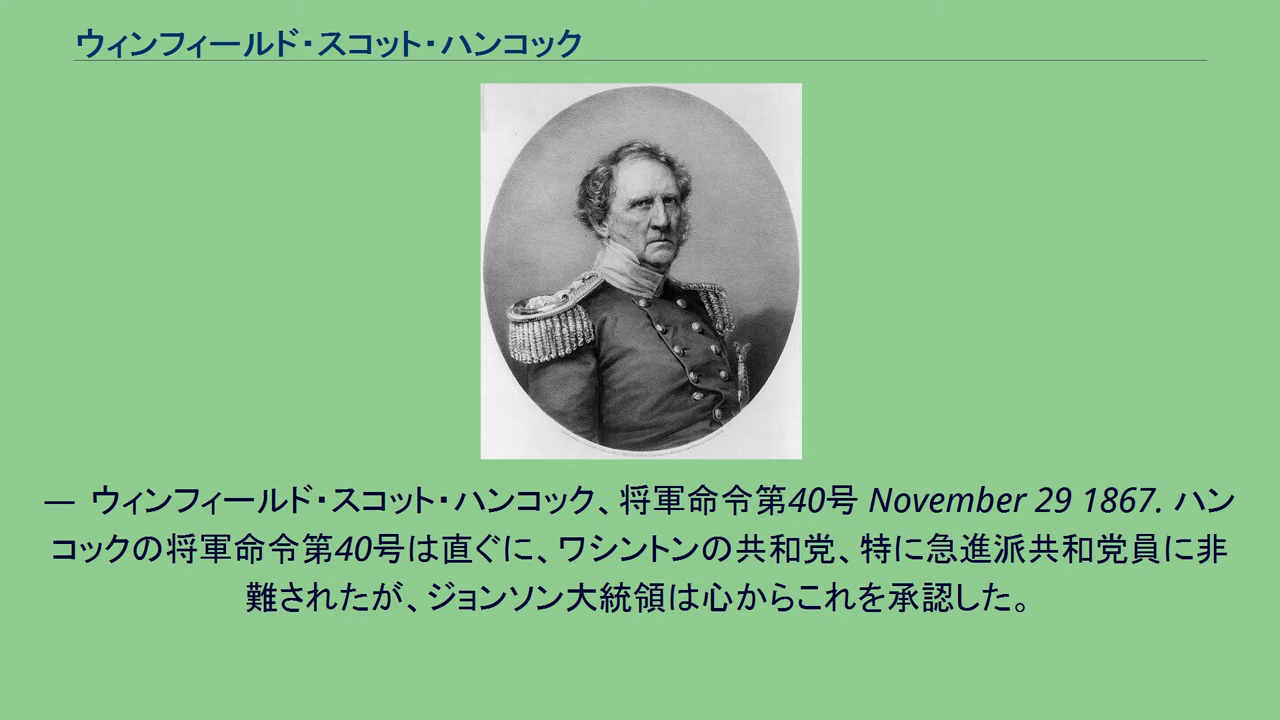 ウィンフィールド・スコット・ハンコック
— ウィンフィールド・スコット・ハンコック、将軍命令第40号 November 29 1867. ハン
コックの将軍命令第40号は直ぐに、ワシントンの共和党、特に急進派共和党員に非
難されたが、ジョンソン大統領は心からこれを承認した。